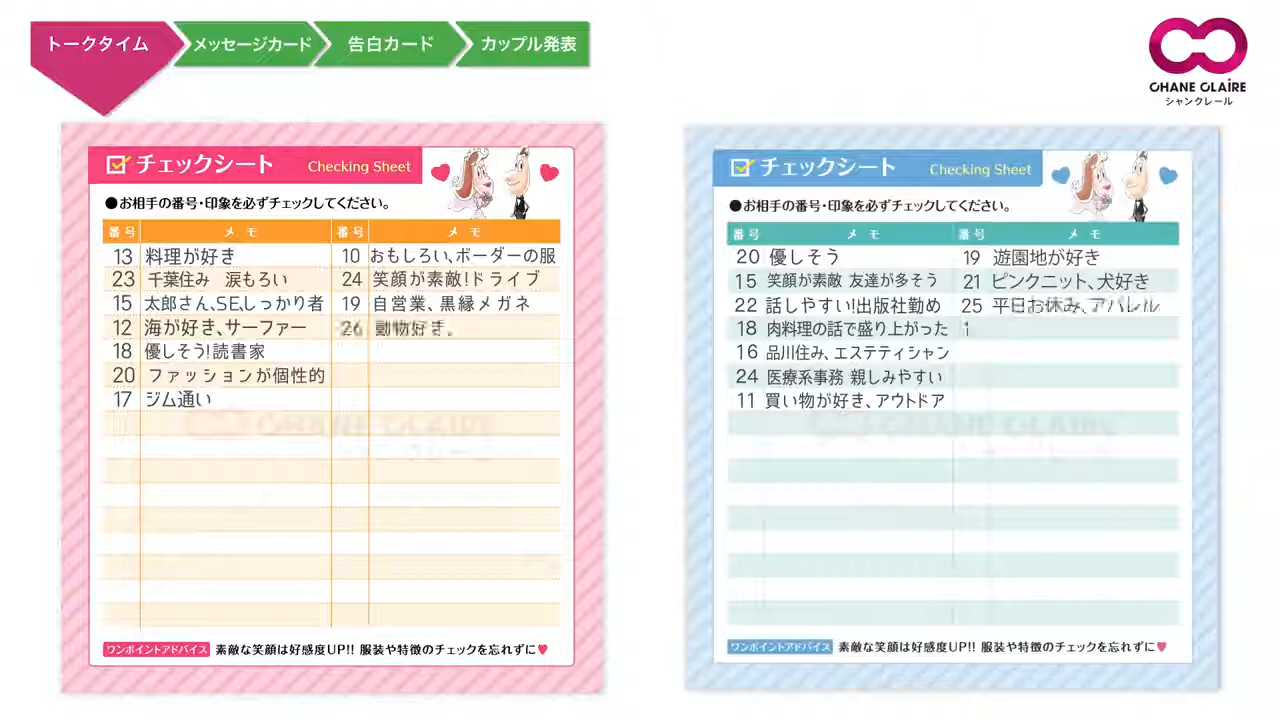 トークタイム
メッセージカード
告白カード
カップル発表
CHANE CLAIRE
シャンクレール
チェックシート Checking Sheet
●お相手の番号・印象を必ずチェックしてください。
番号 メモ 番号 メモ
13 料理が好き 10 おもしろい、ボーダーの服
23 千葉住み 涙もろい 24 笑顔が素敵!ドライブ
15 太郎さん、SEしっかり者 19 自営業、黒縁メガネ
12 海が好き、サーファー 26 動物好き。
18 優しそう!読書家
20 ファッションが個性的
17 ジム通い
ワンポイントアドバイス 素敵な笑顔は好感度UP!! 服装や特徴のチェックを忘れずに♥
チェックシート Checking Sheet
●お相手の番号・印象を必ずチェックしてください。
番号 メモ 番号 メモ
20 優しそう 19 遊園地が好き
15 笑顔が素敵 友達が多そう 21 ピンクニット、犬好き
22 話しやすい!出版社勤め 25 平日お休み、アパレル
18 肉料理の話で盛り上がった 1
16 品川住み、エステティシャン
24 医療系事務 親しみやすい
11 買い物が好き、アウトドア
ワンポイントアドバイス 素敵な笑顔は好感度UP!! 服装や特徴のチェックを忘れずに♥